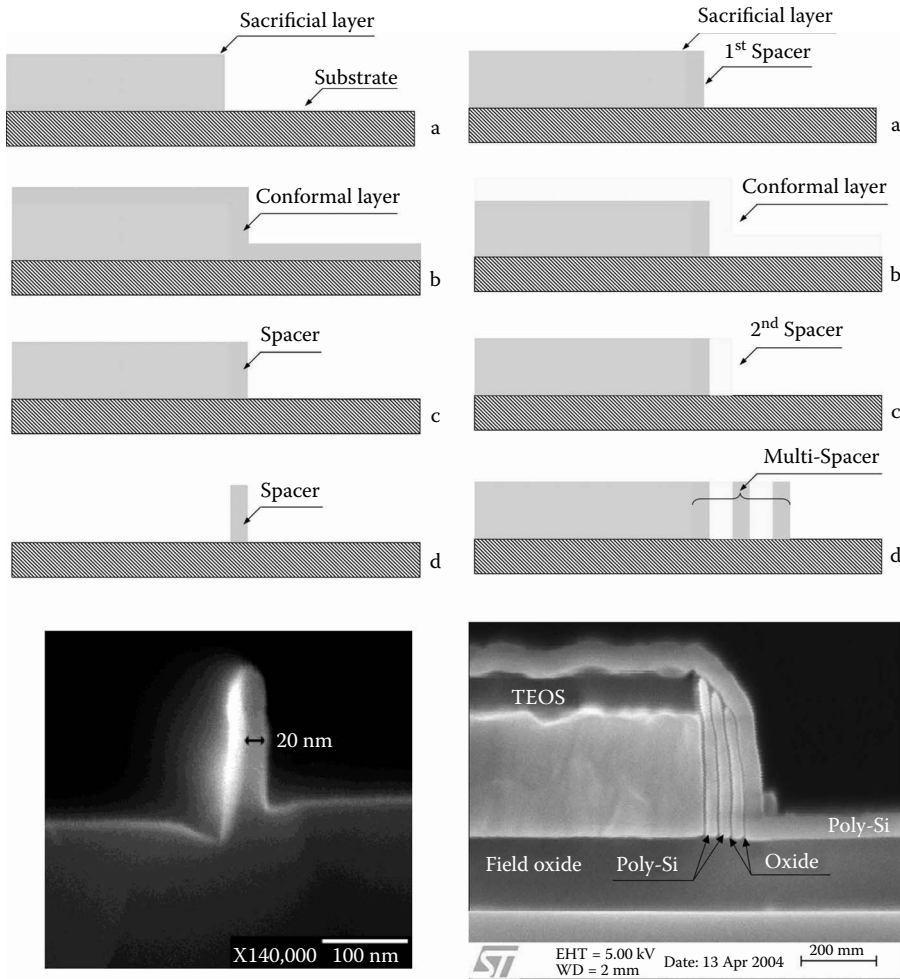 Sacrificial layer
Substrate
a
Conformal layer
b
Spacer
c
Spacer
d
20 nm
X140,000
100 nm
Sacrificial layer
1st Spacer
a
Conformal layer
b
2nd Spacer
c
Multi-Spacer
d
TEOS
Poly-Si
Field oxide
Poly-Si
Oxide
ST
EHT = 5.00 kV
WD = 2 mm
Date: 13 Apr 2004
200 mm